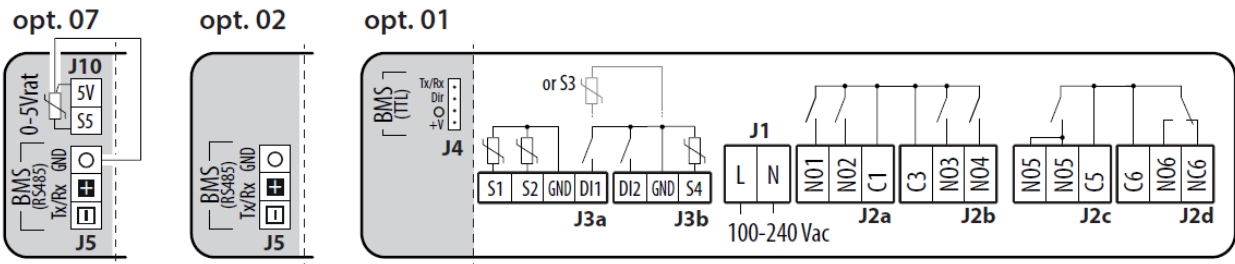 opt. 07
opt. 02
opt. 01
J10
5V
S5
0-5Vrat
BMS
(RS485)
Tx/Rx GND
J5
BMS
(RS485)
Tx/Rx GND
J5
BMS
(TTL)
Tx/Rx
Dir
+V
J4
or S3
S1 S2 GND DI1
J3a
DI2 GND S4
J3b
J1
L N
100-240 Vac
NO1 NO2 C1
J2a
C3 NO3 NO4
J2b
NO5 NO5 C5
J2c
C6 NO6 NC6
J2d